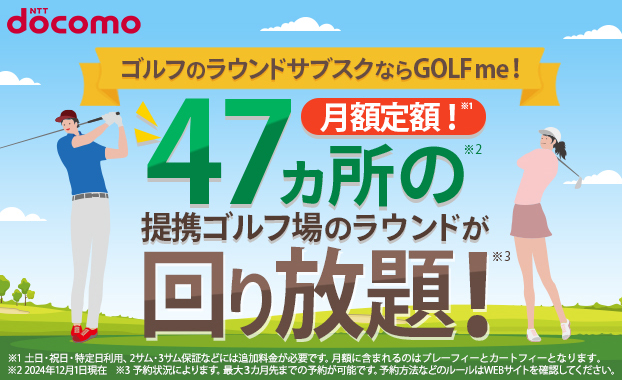 NTT
docomo
ゴルフのラウンドサブスクならGOLF me!
月額定額！※1
47ヵ所の※2
提携ゴルフ場のラウンドが
回り放題！※3
※1 土日・祝日・特定日利用、2サム・3サム保証などには追加料金が必要です。月額に含まれるのはプレーフィーとカートフィーとなります。
※2 2024年12月1日現在　※3 予約状況によります。最大3カ月先までの予約が可能です。予約方法などのルールはWEBサイトを確認してください。